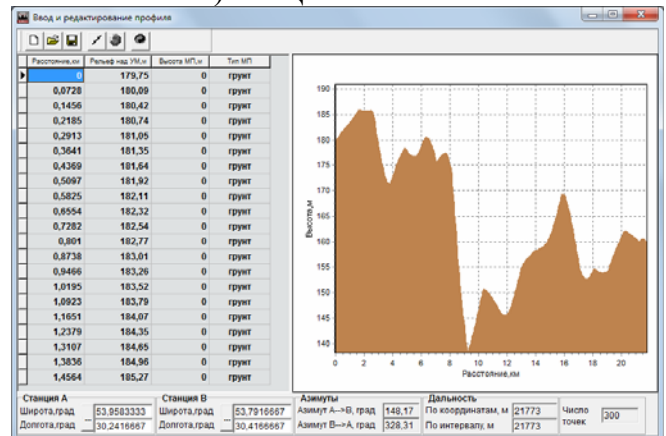 Ввод и редактирование профиля
Расстояние,км Рельеф над УМ,м Высота МП,м Тип МП
0 179,75 0 грунт
0,0728 180,09 0 грунт
0,1456 180,42 0 грунт
0,2185 180,74 0 грунт
0,2913 181,05 0 грунт
0,3641 181,35 0 грунт
0,4369 181,64 0 грунт
0,5097 181,92 0 грунт
0,5825 182,11 0 грунт
0,6554 182,32 0 грунт
0,7282 182,54 0 грунт
0,801 182,77 0 грунт
0,8738 183,01 0 грунт
0,9466 183,26 0 грунт
1,0195 183,52 0 грунт
1,0923 183,79 0 грунт
1,1651 184,07 0 грунт
1,2379 184,35 0 грунт
1,3107 184,65 0 грунт
1,3836 184,96 0 грунт
1,4564 185,27 0 грунт
190
185
180
175
170
165
160
155
150
145
140
Высота,м
0 2 4 6 8 10 12 14 16 18 20
Расстояние,км
Станция А Станция В Азимуты Дальность
Широта,град 53,9583333 Широта,град 53,7916667 Азимут А-->В, град 148,17 По координатам, м 21773 Число точек 300
Долгота,град ... 30,2416667 Долгота,град ... 30,4166667 Азимут В-->А, град 328,31 По интервалу, м 21773